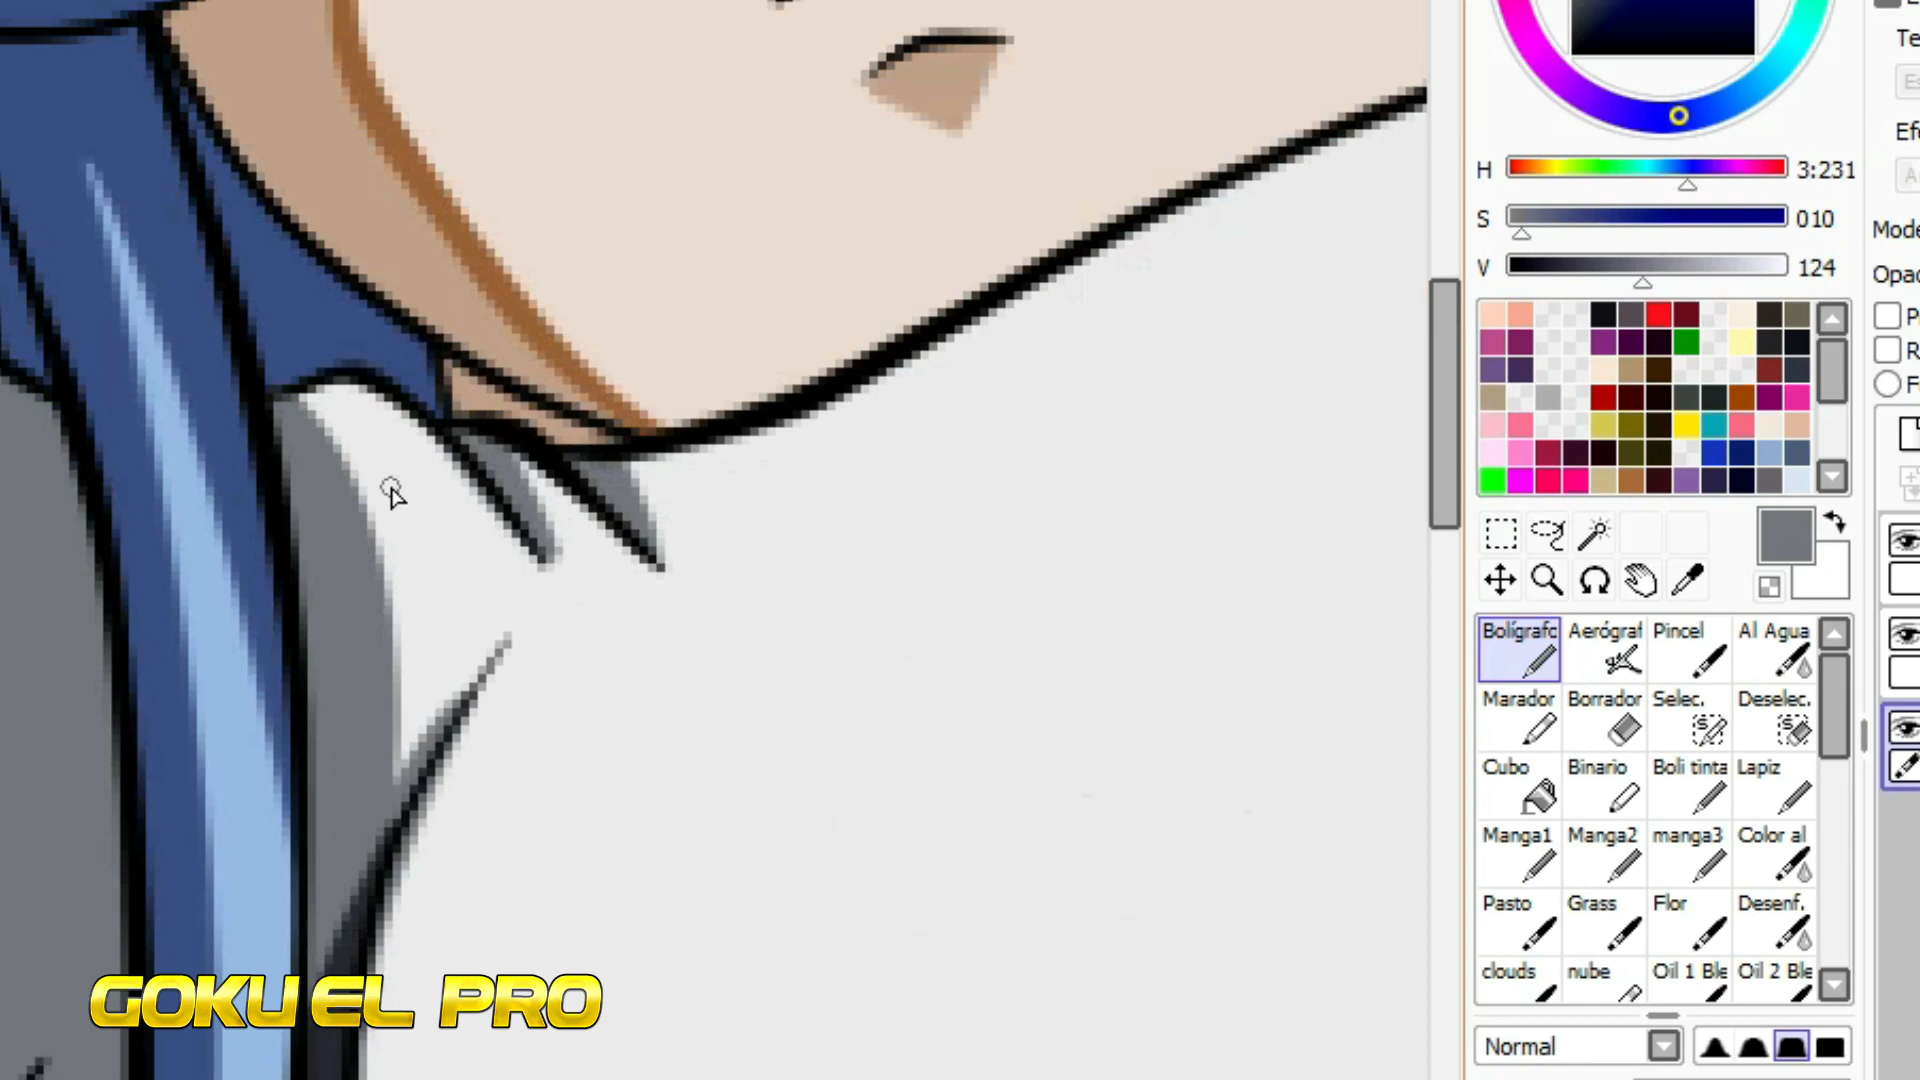 Te
Efe
H 3:231
S 010
V 124
Mode
Opac
Bolígrafo Aerógraf Pincel Al Agua
Marador Borrador Selec. Deselec.
Cubo Binario Boli tinta Lapiz
Manga1 Manga2 manga3 Color al
Pasto Grass Flor Desenf.
clouds nube Oil 1 Ble Oil 2 Ble
Normal
GOKU EL PRO